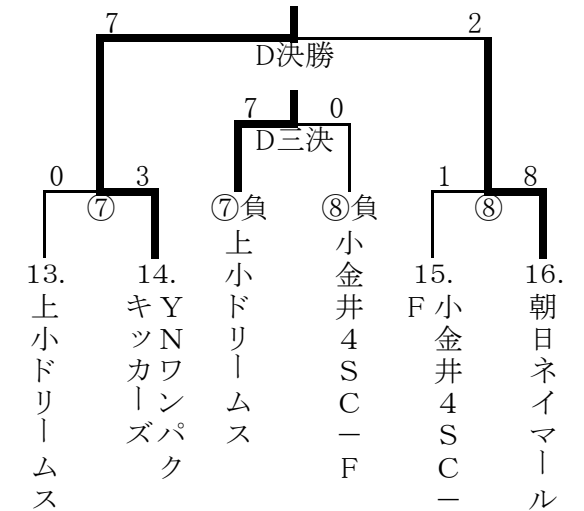 7 2
D決勝
7 0
D三決
0 3 1 8
⑦ ⑦負 ⑧負 ⑧
上小ドリームス
小金井4SC-F
13. 14. 15. 16.
上小ドリームス
YNワンパク
キッカーズ
小金井4SC-
F
朝日ネイマール